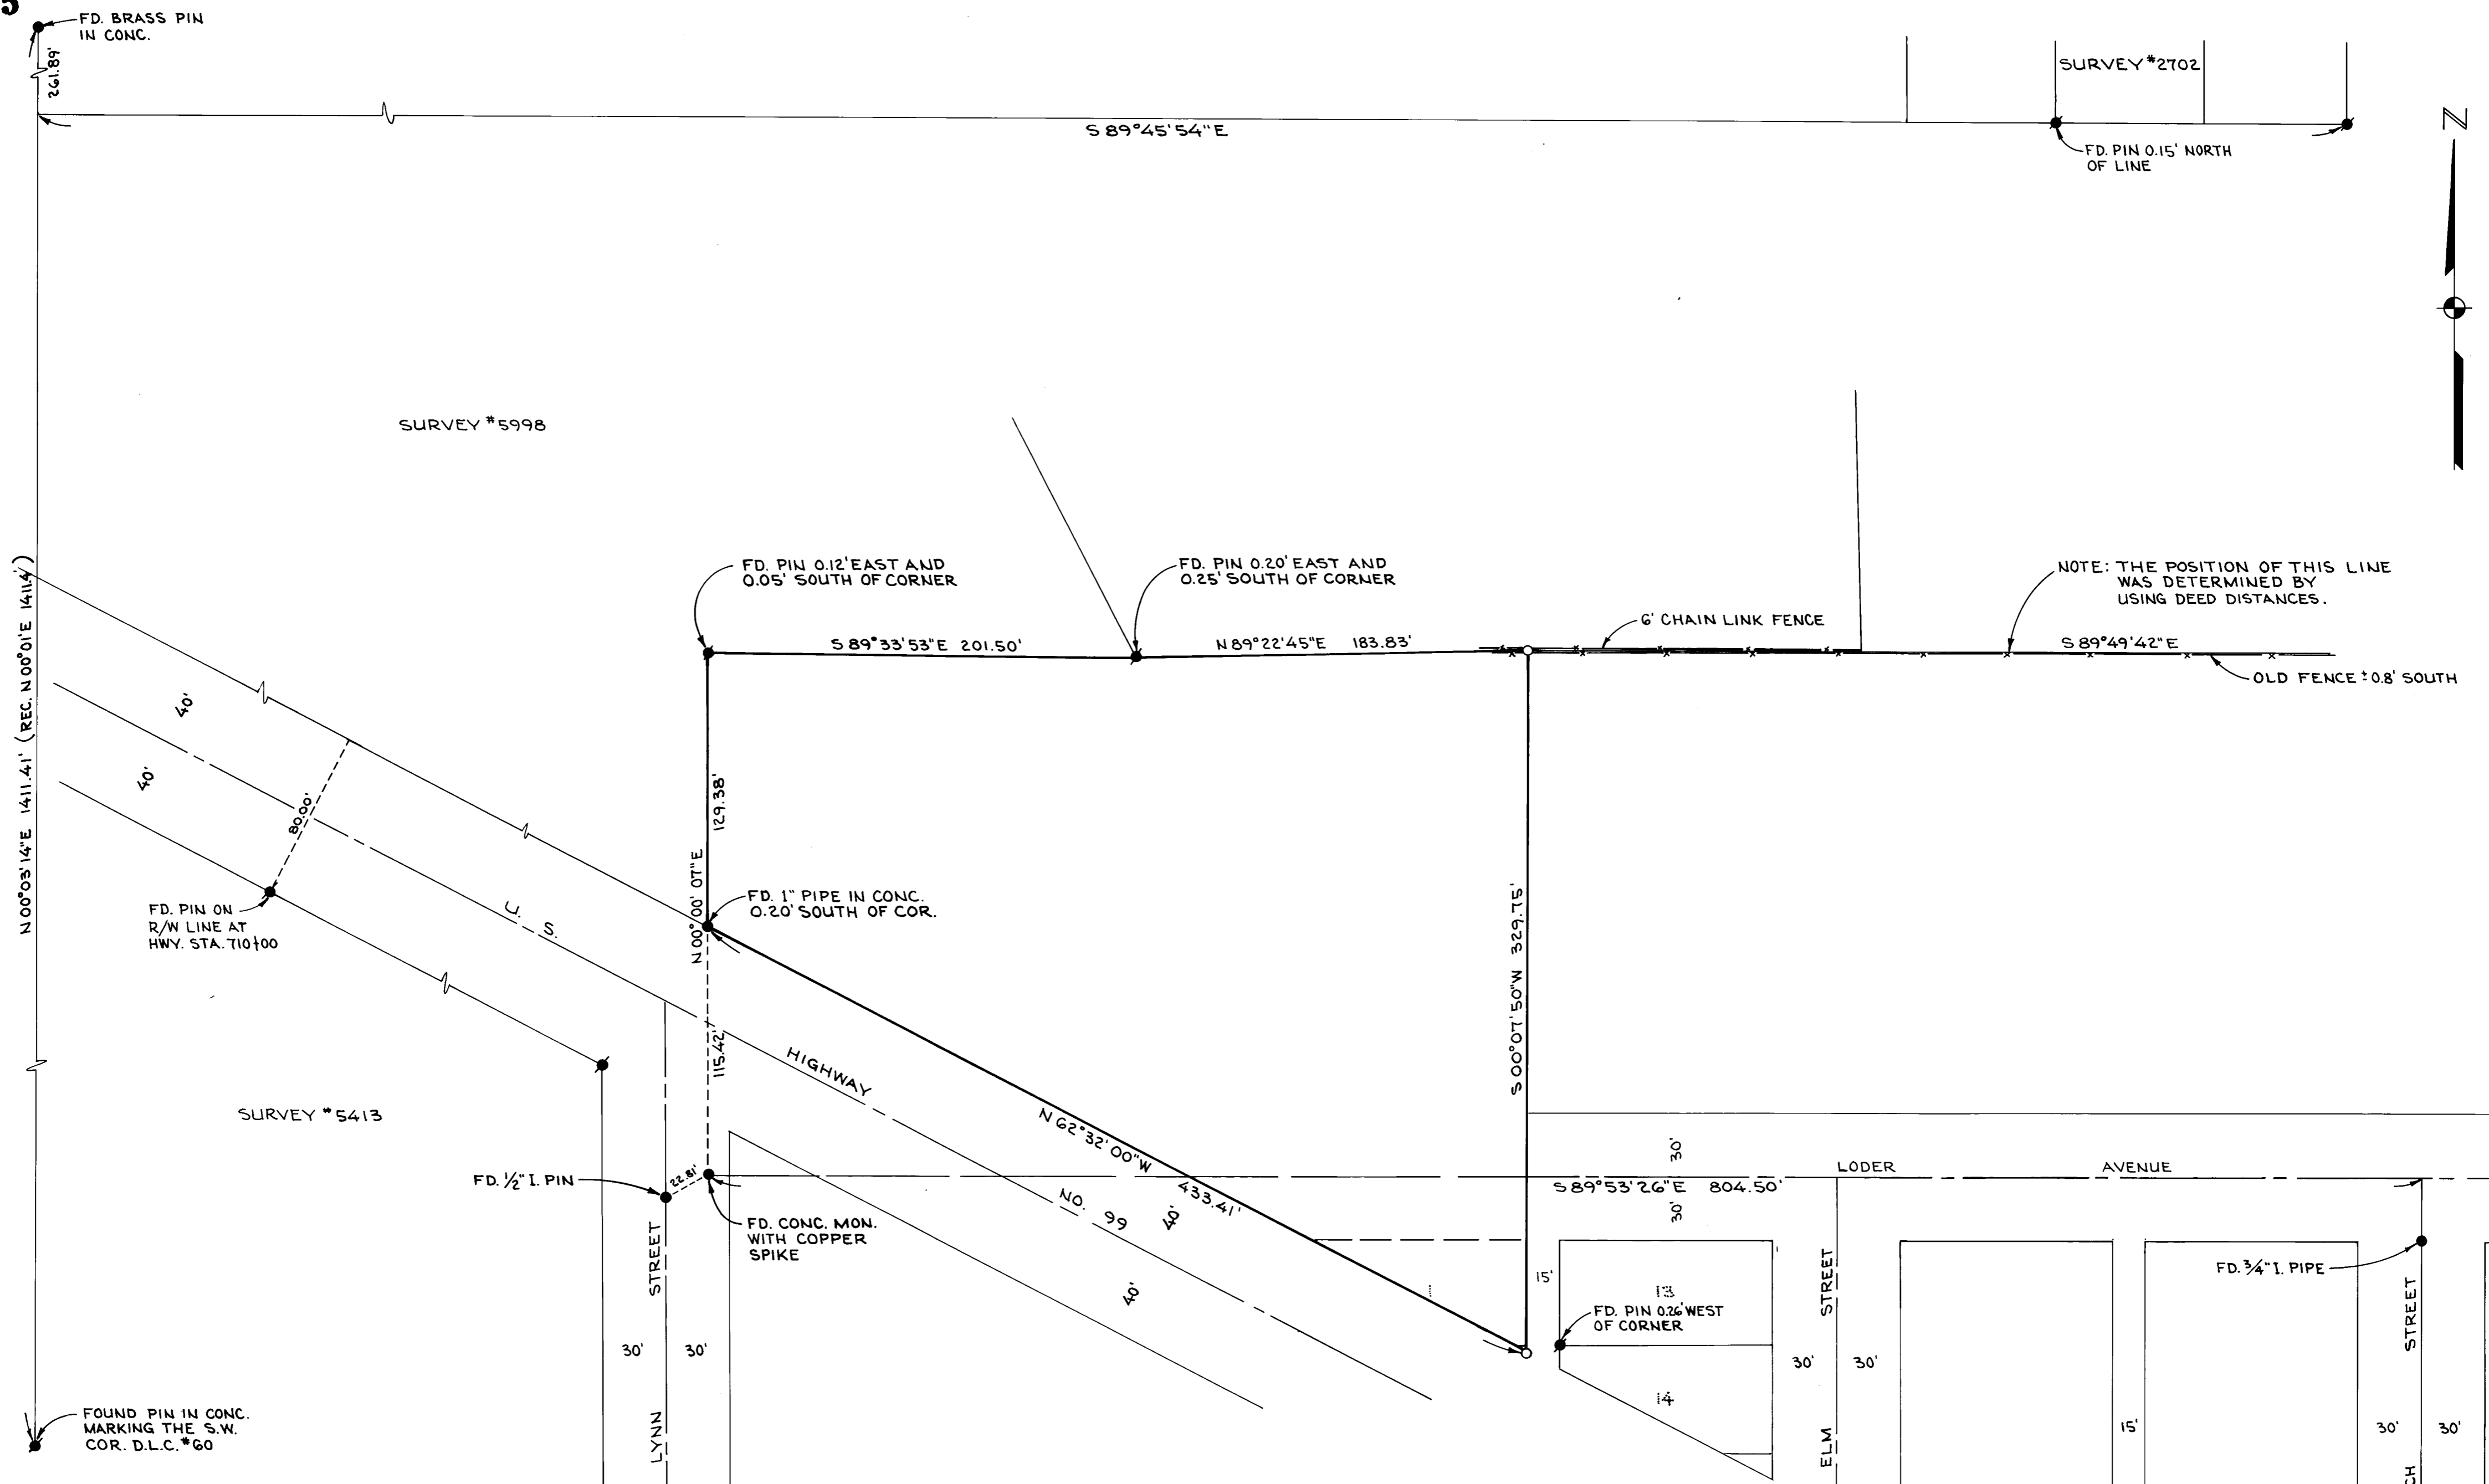 5
FD. BRASS PIN
IN CONC.
261.89'
SURVEY #2702
N
S 89°45'54"E
FD. PIN 0.15' NORTH
OF LINE
SURVEY #5998
FD. PIN 0.12' EAST AND
0.05' SOUTH OF CORNER
FD. PIN 0.20' EAST AND
0.25' SOUTH OF CORNER
NOTE: THE POSITION OF THIS LINE
WAS DETERMINED BY
USING DEED DISTANCES.
6' CHAIN LINK FENCE
S 89°33'53"E 201.50'
N 89°22'45"E 183.83'
S 89°49'42"E
OLD FENCE ± 0.8' SOUTH
N 00°03'14"E 1411.41' (REC. N 00°01'E 1411.4')
40'
40'
80.00'
129.38'
N 00°00'07"E
FD. 1" PIPE IN CONC.
0.20' SOUTH OF COR.
FD. PIN ON
R/W LINE AT
HWY. STA. 710+00
U. S.
HIGHWAY
NO. 99
115.42'
S 00°07'50"W 329.75'
N 62°32'00"W
433.41'
SURVEY #5413
30'
LODER AVENUE
FD. 1/2" I. PIN
22.81'
S 89°53'26"E 804.50'
30'
FD. CONC. MON.
WITH COPPER
SPIKE
40'
40'
LYNN STREET
30'
30'
15'
13
FD. PIN 0.26' WEST
OF CORNER
14
ELM STREET
30'
30'
FD. 3/4" I. PIPE
STREET
CH
15'
30'
30'
FOUND PIN IN CONC.
MARKING THE S.W.
COR. D.L.C. #60